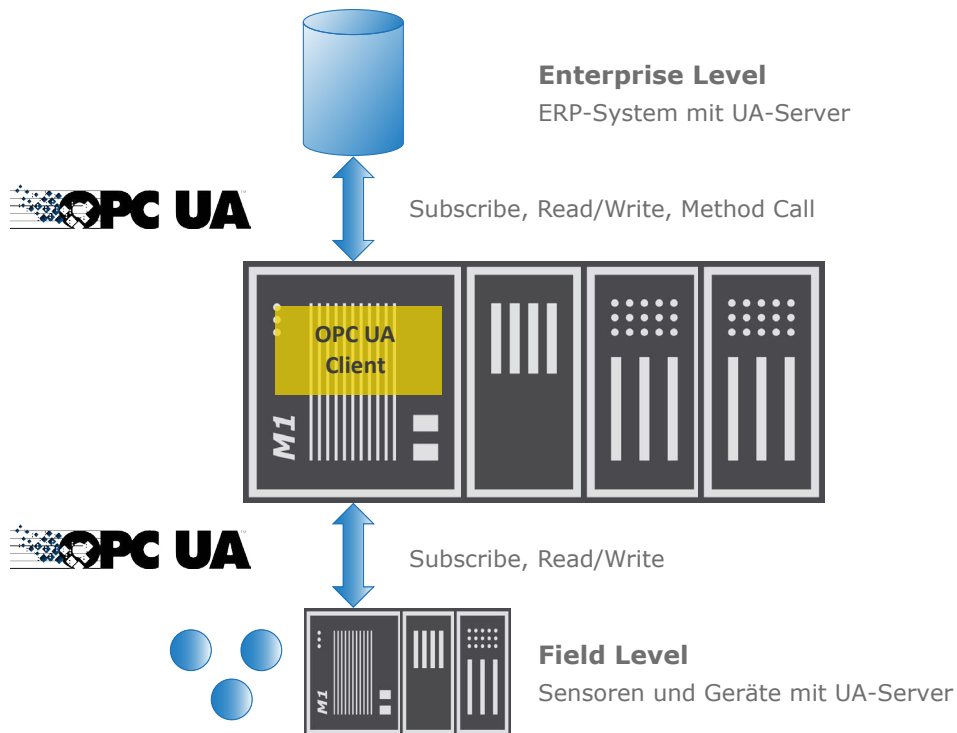 Enterprise Level
ERP-System mit UA-Server
OPC UA
Subscribe, Read/Write, Method Call
OPC UA
Client
M1
OPC UA
Subscribe, Read/Write
M1
Field Level
Sensoren und Geräte mit UA-Server